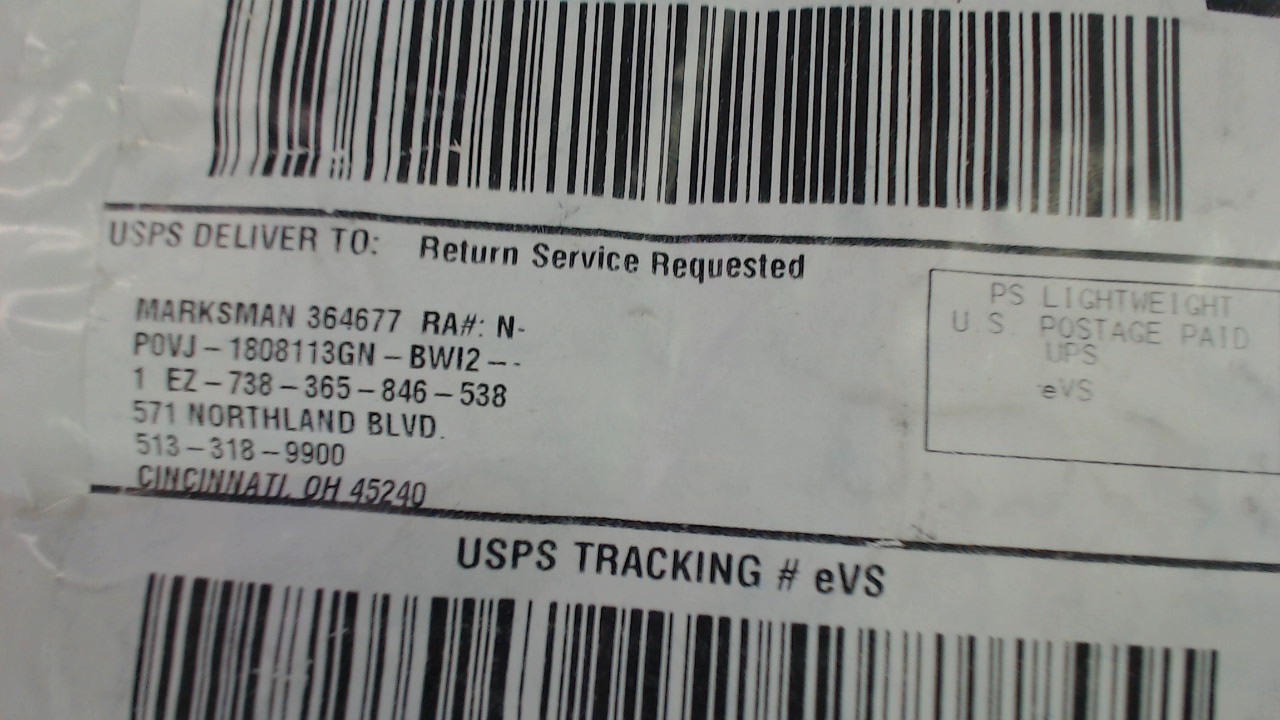 USPS DELIVER TO: Return Service Requested
MARKSMAN 364677 RA#: N-
P0VJ-1808113GN-BWI2--
1 EZ-738-365-846-538
571 NORTHLAND BLVD.
513-318-9900
CINCINNATI, OH 45240
PS LIGHTWEIGHT
U.S. POSTAGE PAID
UPS
eVS
USPS TRACKING # eVS